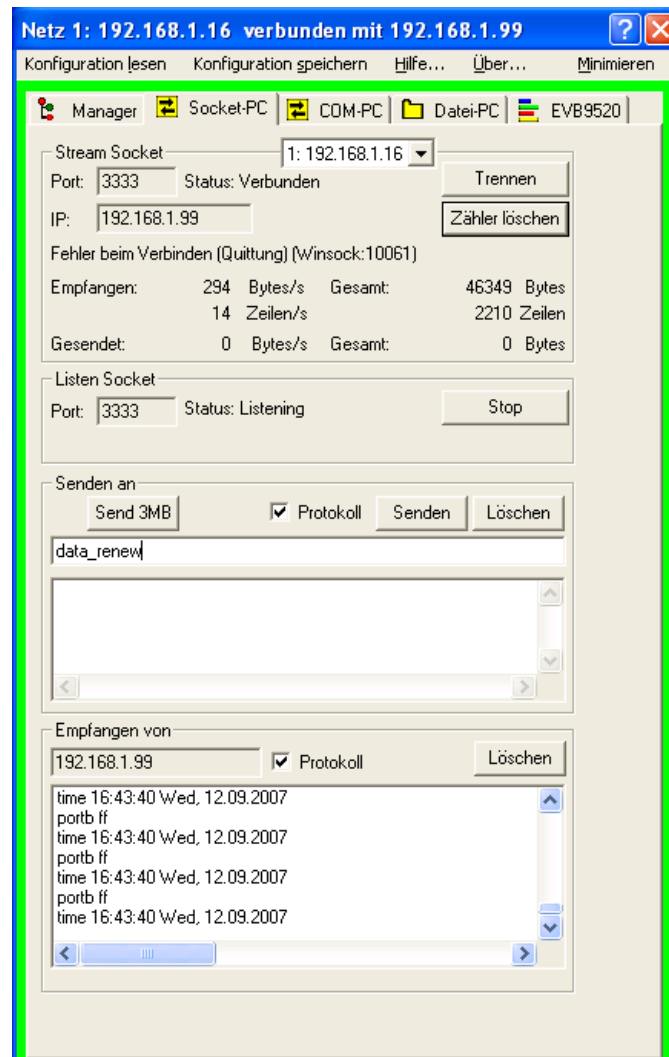 Netz 1: 192.168.1.16 verbunden mit 192.168.1.99
Konfiguration lesen Konfiguration speichern Hilfe... Über... Minimieren
Manager Socket-PC COM-PC Datei-PC EVB9520
Stream Socket 1: 192.168.1.16
Port: 3333 Status: Verbunden Trennen
IP: 192.168.1.99 Zähler löschen
Fehler beim Verbinden (Quittung) (Winsock:10061)
Empfangen: 294 Bytes/s Gesamt: 46349 Bytes
14 Zeilen/s 2210 Zeilen
Gesendet: 0 Bytes/s Gesamt: 0 Bytes
Listen Socket
Port: 3333 Status: Listening Stop
Senden an
Send 3MB Protokoll Senden Löschen
data_renew
Empfangen von
192.168.1.99 Protokoll Löschen
time 16:43:40 Wed, 12.09.2007
portb ff
time 16:43:40 Wed, 12.09.2007
portb ff
time 16:43:40 Wed, 12.09.2007
portb ff
time 16:43:40 Wed, 12.09.2007